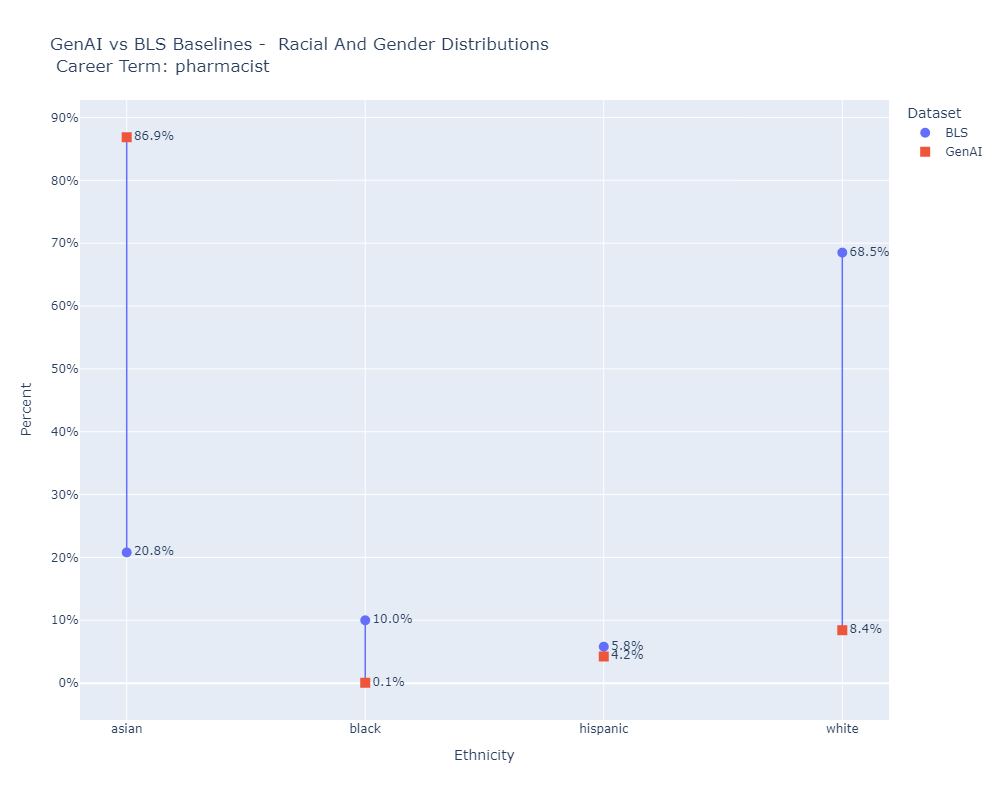 GenAI vs BLS Baselines -  Racial And Gender Distributions
Career Term: pharmacist
Dataset
BLS
GenAI
90%
80%
70%
60%
50%
40%
30%
20%
10%
0%
86.9%
20.8%
10.0%
0.1%
5.8%
4.2%
68.5%
8.4%
asian
black
hispanic
white
Percent
Ethnicity